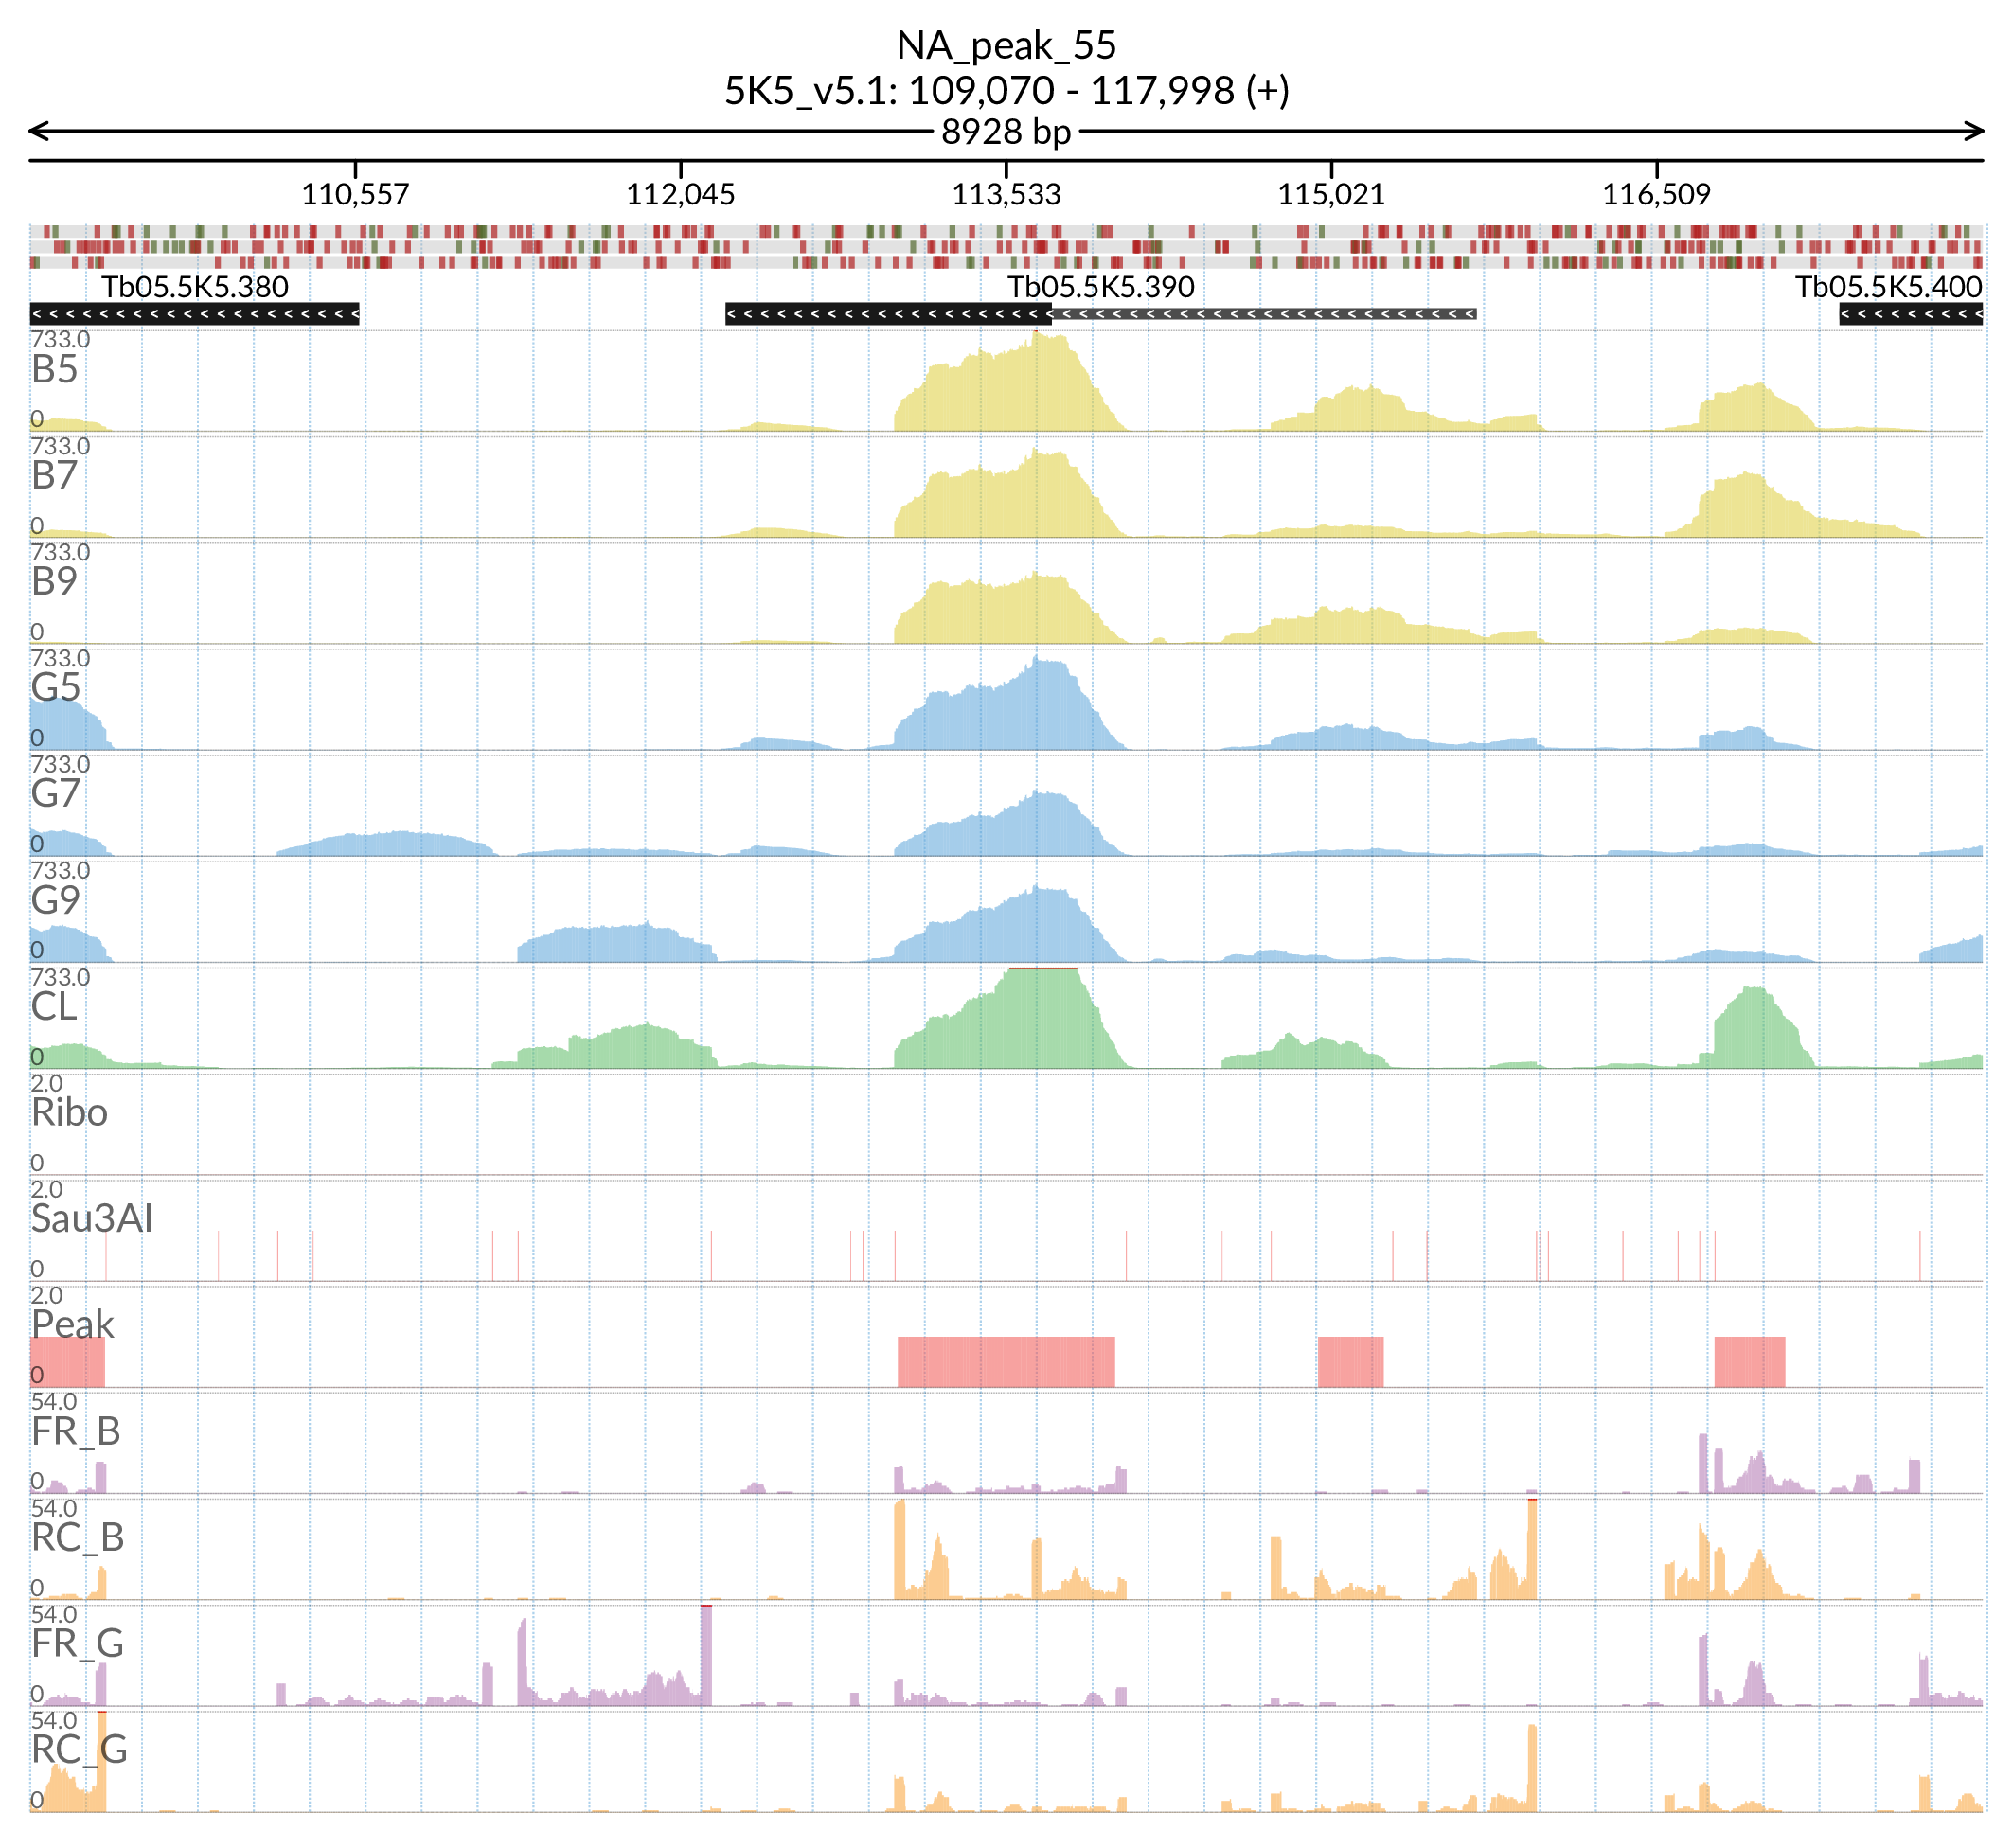 NA_peak_55
5K5_v5.1: 109,070 - 117,998 (+)
8928 bp
110,557 112,045 113,533 115,021 116,509
Tb05.5K5.380 Tb05.5K5.390 Tb05.5K5.400
733.0
B5
0
733.0
B7
0
733.0
B9
0
733.0
G5
0
733.0
G7
0
733.0
G9
0
733.0
CL
0
2.0
Ribo
0
2.0
Sau3AI
0
2.0
Peak
0
54.0
FR_B
0
54.0
RC_B
0
54.0
FR_G
0
54.0
RC_G
0